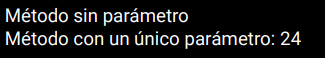 Método sin parámetro
Método con un único parámetro: 24